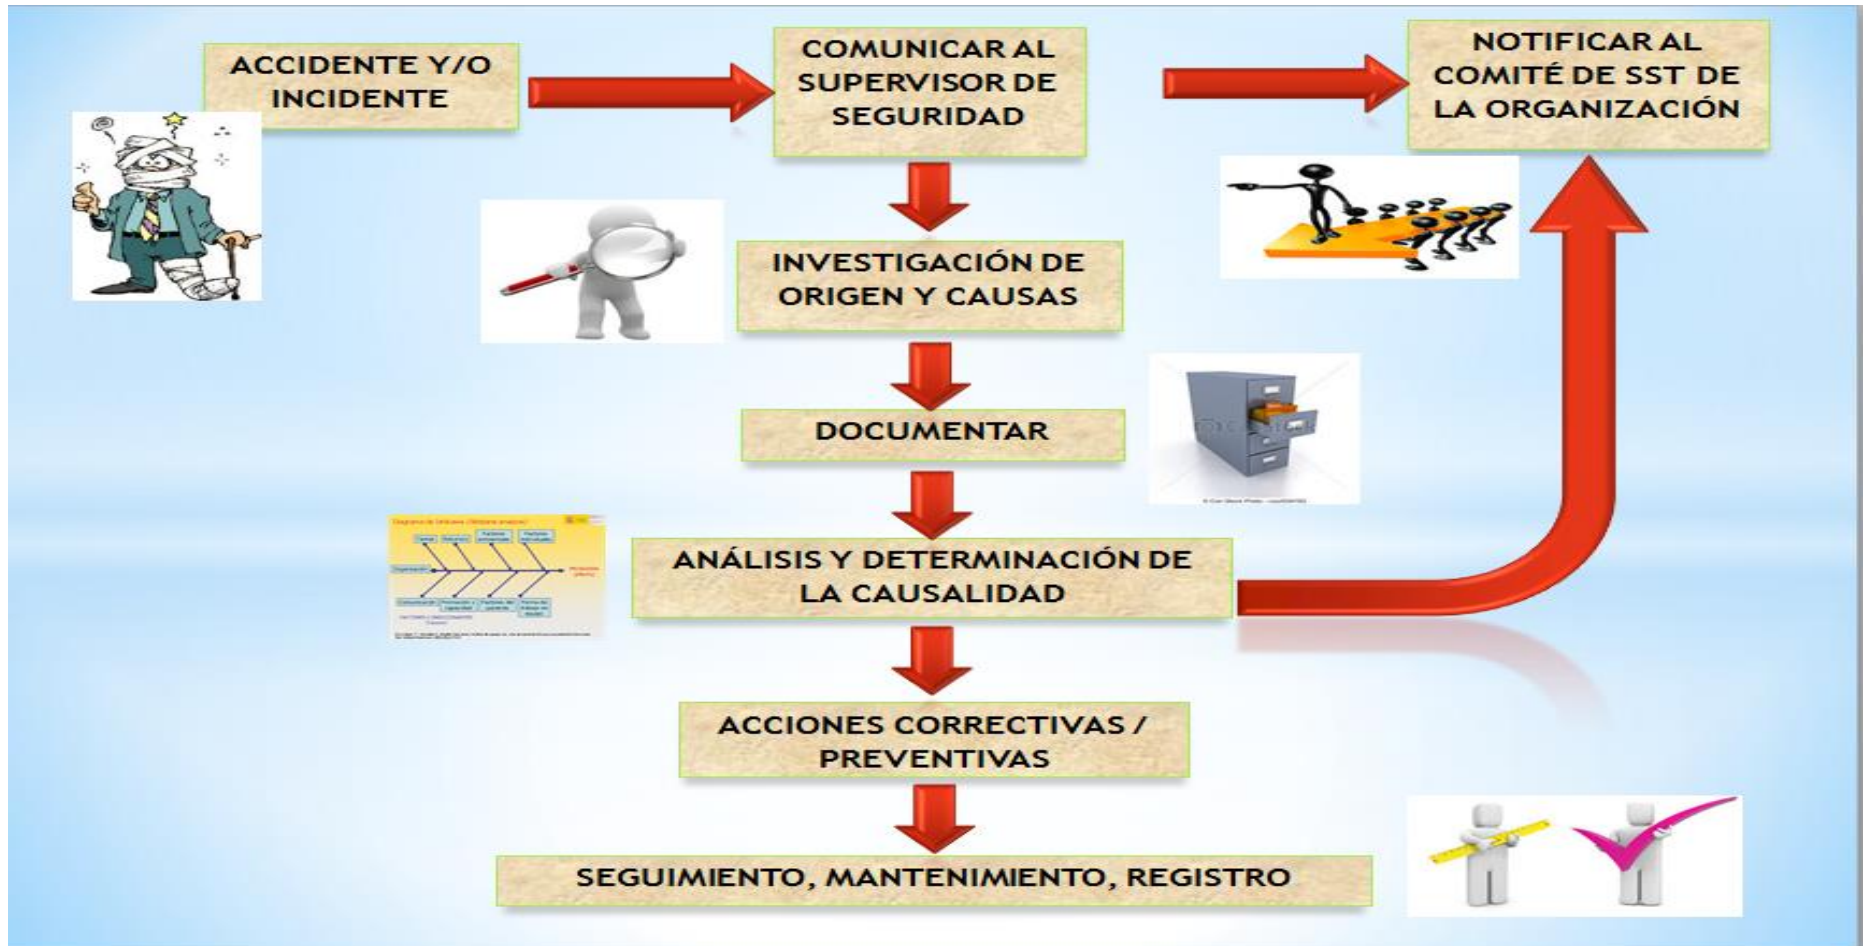 ACCIDENTE Y/O
INCIDENTE
COMUNICAR AL
SUPERVISOR DE
SEGURIDAD
NOTIFICAR AL
COMITÉ DE SST DE
LA ORGANIZACIÓN
INVESTIGACIÓN DE
ORIGEN Y CAUSAS
DOCUMENTAR
ANÁLISIS Y DETERMINACIÓN DE
LA CAUSALIDAD
ACCIONES CORRECTIVAS /
PREVENTIVAS
SEGUIMIENTO, MANTENIMIENTO, REGISTRO